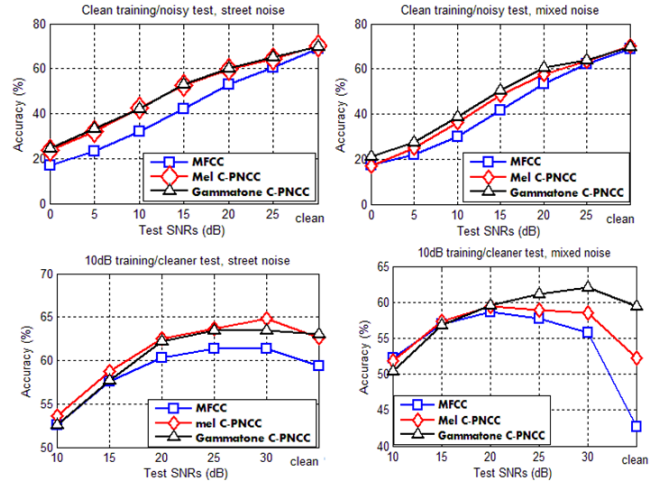 Clean training/noisy test, street noise
80
60
40
20
0
Accuracy (%)
0 5 10 15 20 25 clean
Test SNRs (dB)
MFCC
Mel C-PNCC
Gammatone C-PNCC
Clean training/noisy test, mixed noise
80
60
40
20
0
Accuracy (%)
0 5 10 15 20 25 clean
Test SNRs (dB)
MFCC
Mel C-PNCC
Gammatone C-PNCC
10dB training/cleaner test, street noise
70
65
60
55
50
Accuracy (%)
10 15 20 25 30 clean
Test SNRs (dB)
MFCC
mel C-PNCC
Gammatone C-PNCC
10dB training/cleaner test, mixed noise
65
60
55
50
45
40
Accuracy (%)
10 15 20 25 30 clean
Test SNRs (dB)
MFCC
Mel C-PNCC
Gammatone C-PNCC